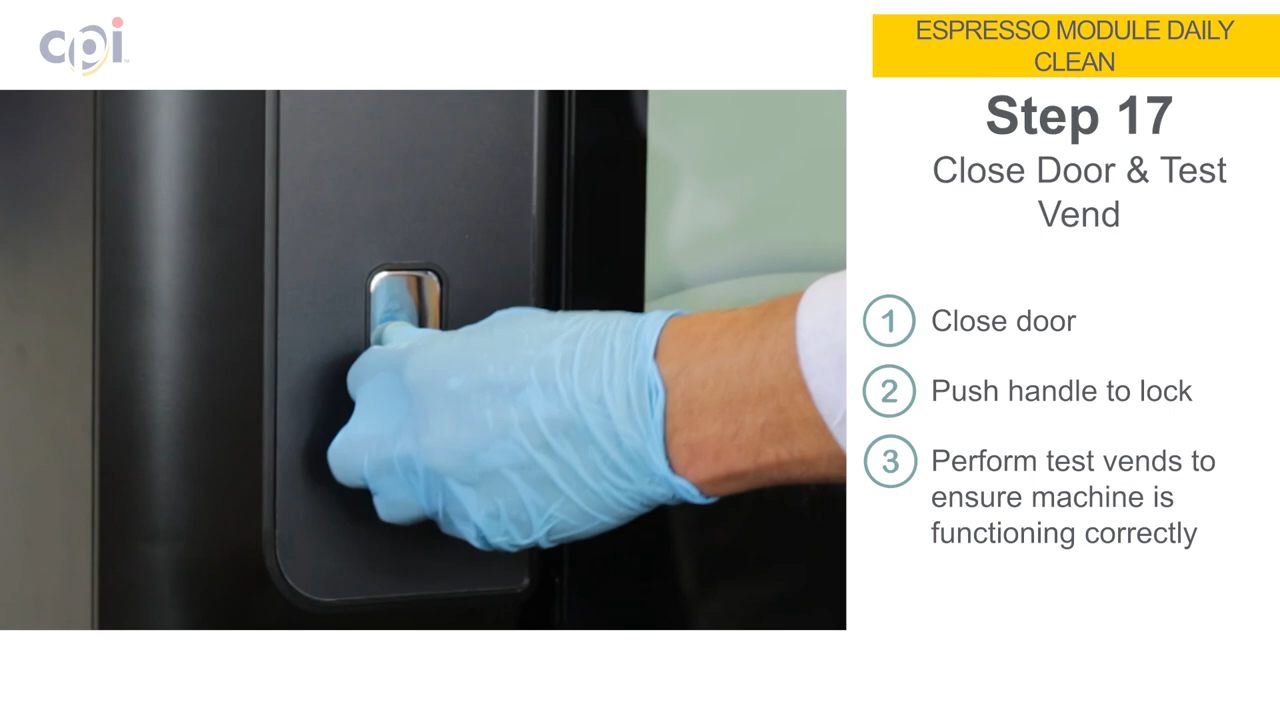 cpi
ESPRESSO MODULE DAILY
CLEAN
Step 17
Close Door & Test
Vend
1 Close door
2 Push handle to lock
3 Perform test vends to
ensure machine is
functioning correctly